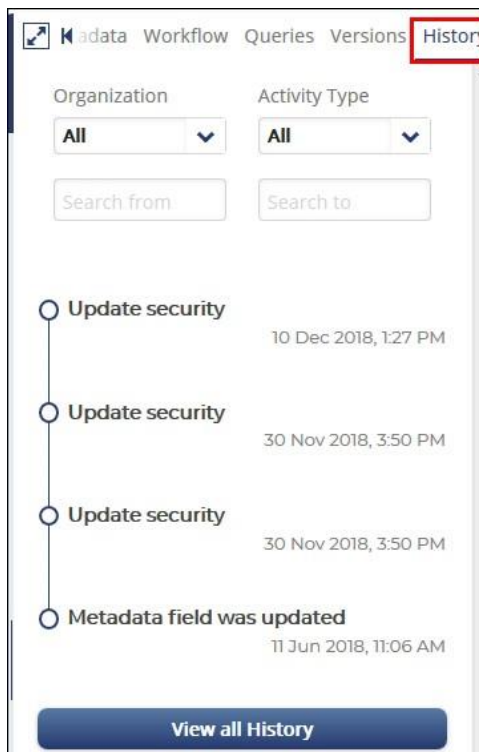 adata Workflow Queries Versions History
Organization Activity Type
All All
Search from Search to
Update security
10 Dec 2018, 1:27 PM
Update security
30 Nov 2018, 3:50 PM
Update security
30 Nov 2018, 3:50 PM
Metadata field was updated
11 Jun 2018, 11:06 AM
View all History